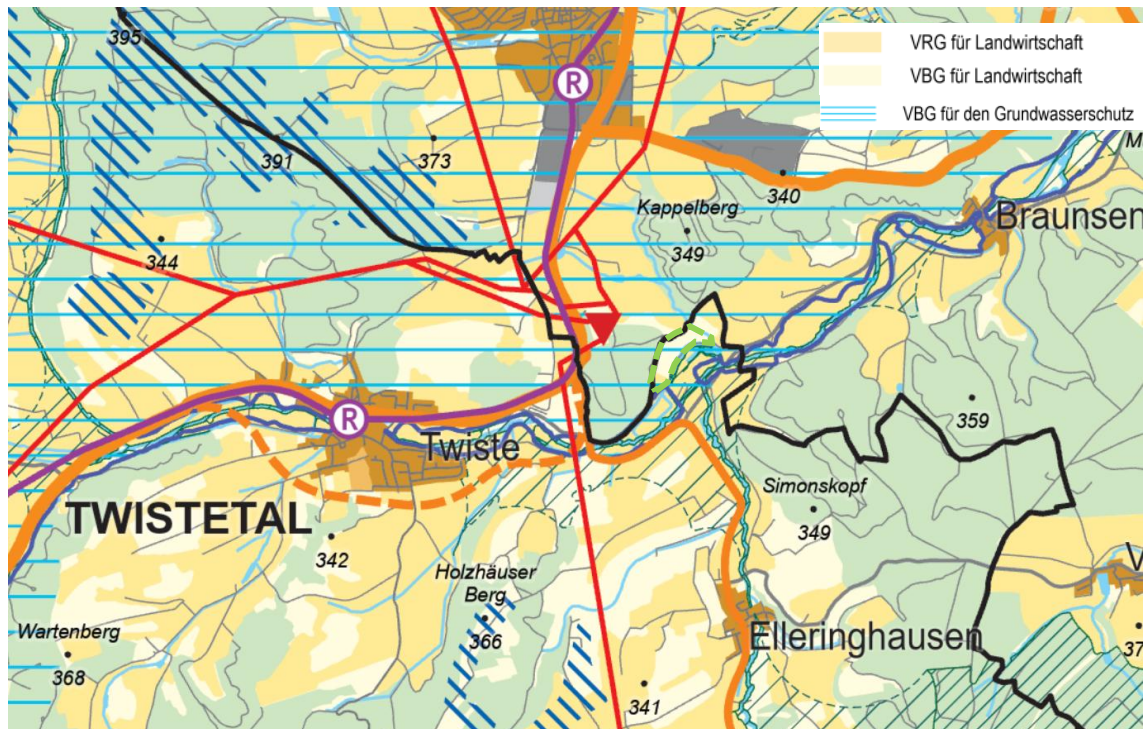 395
VRG für Landwirtschaft
VBG für Landwirtschaft
VBG für den Grundwasserschutz
R
391
373
340
Kappelberg
349
Braunsen
344
359
R
Twiste
TWISTETAL
Simonskopf
349
342
Holzhäuser
Berg
366
Elleringhausen
Wartenberg
368
341